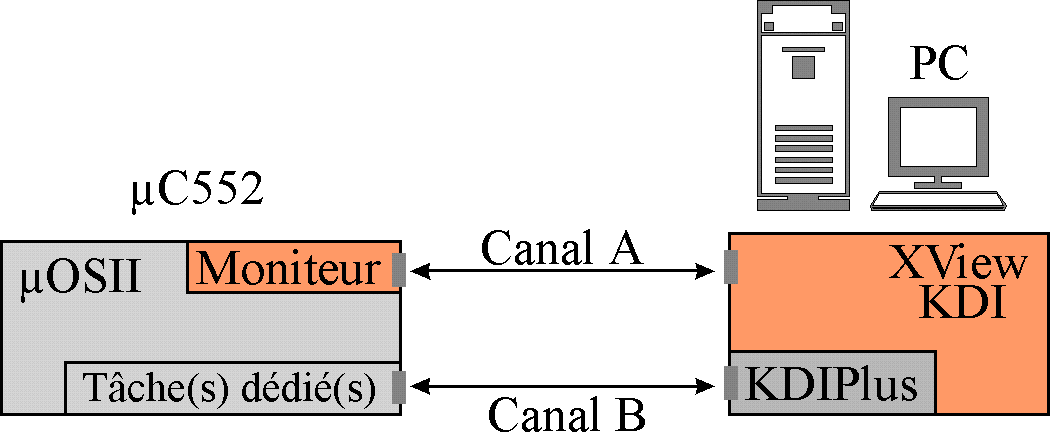 PC
µC552
µOSII
Moniteur
Canal A
XView
KDI
Tâche(s) dédié(s)
Canal B
KDIPlus